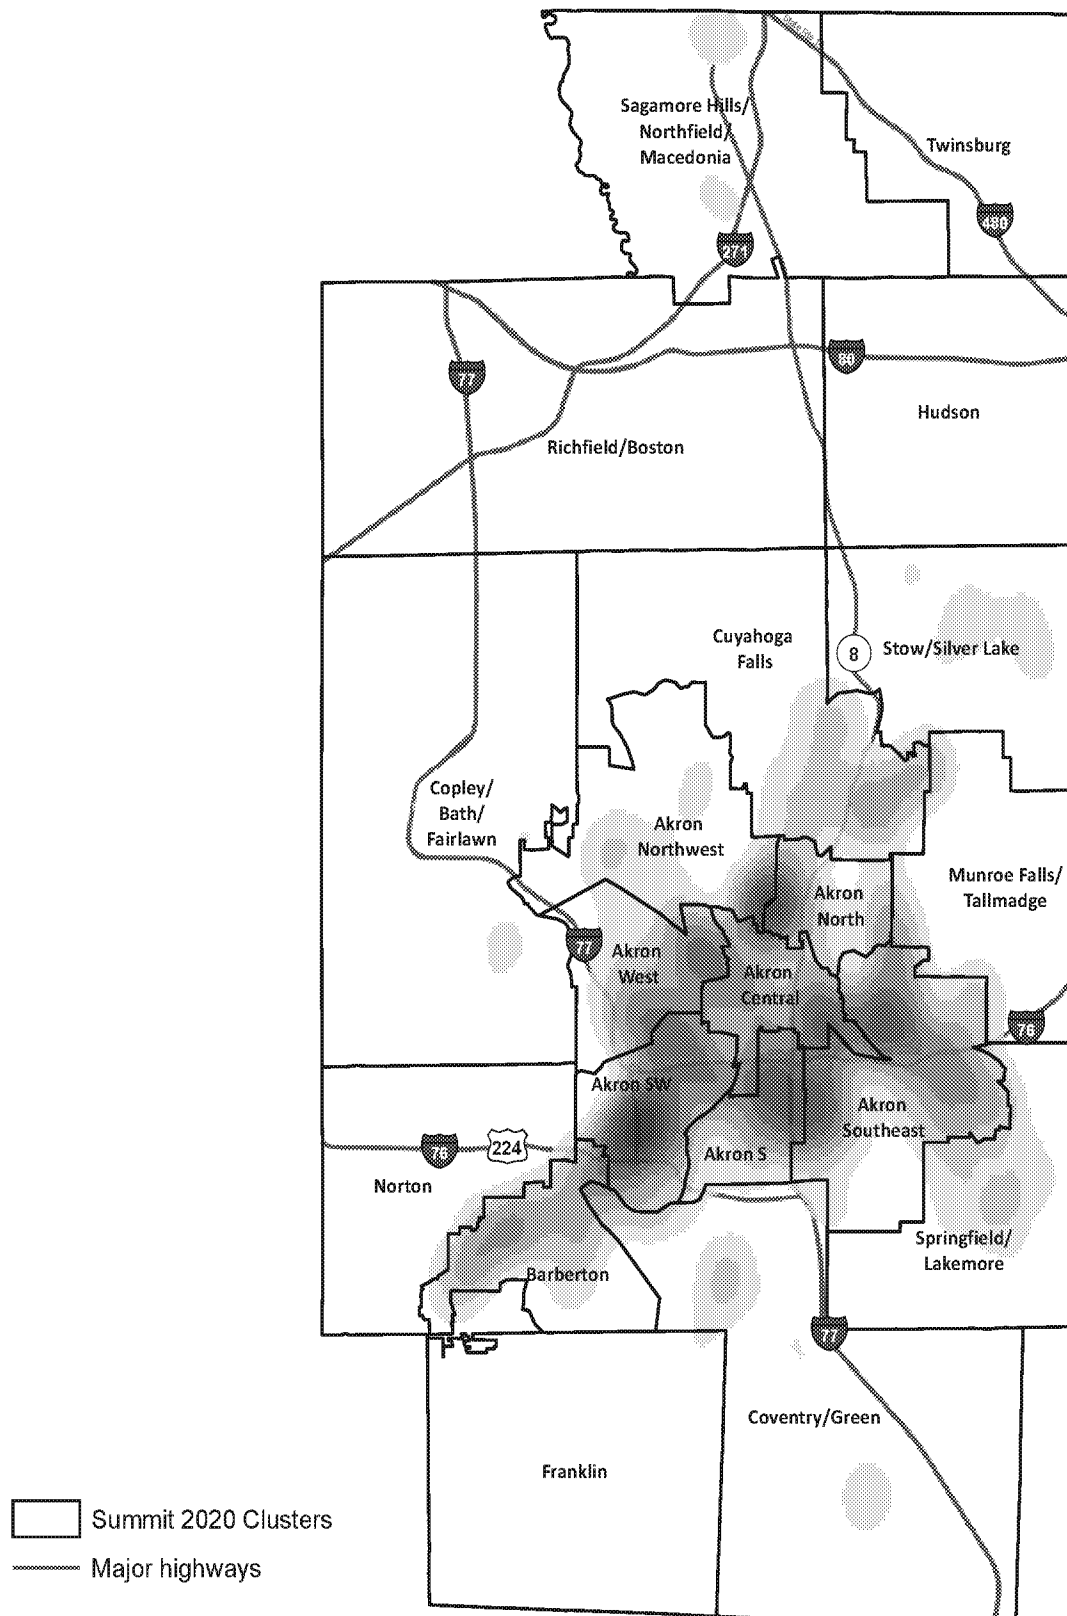 Sagamore Hills/
Northfield/
Macedonia
Twinsburg
480
271
77
80
Hudson
Richfield/Boston
Cuyahoga
Falls
8
Stow/Silver Lake
Copley/
Bath/
Fairlawn
Akron
Northwest
Munroe Falls/
Tallmadge
Akron
North
77
Akron
West
Akron
Central
76
Akron SW
Akron
Southeast
76
224
Akron S
Norton
Springfield/
Lakemore
Barberton
77
Coventry/Green
Franklin
Summit 2020 Clusters
Major highways